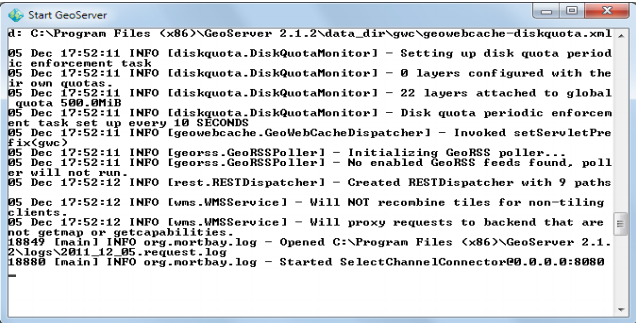 Start GeoServer
d: C:\Program Files (x86)\GeoServer 2.1.2\data_dir\gwc\geowebcache-diskquota.xml
05 Dec 17:52:11 INFO [diskquota.DiskQuotaMonitor] - Setting up disk quota period
ic enforcement task
05 Dec 17:52:11 INFO [diskquota.DiskQuotaMonitor] - 0 layers configured with the
ir own quotas.
05 Dec 17:52:11 INFO [diskquota.DiskQuotaMonitor] - 22 layers attached to global
 quota 500.0MiB
05 Dec 17:52:11 INFO [diskquota.DiskQuotaMonitor] - Disk quota periodic enforcem
ent task set up every 10 SECONDS
05 Dec 17:52:11 INFO [geowebcache.GeoWebCacheDispatcher] - Invoked setServletPre
fix(gwc)
05 Dec 17:52:11 INFO [georss.GeoRSSPoller] - Initializing GeoRSS poller...
05 Dec 17:52:11 INFO [georss.GeoRSSPoller] - No enabled GeoRSS feeds found, poll
er will not run.
05 Dec 17:52:12 INFO [rest.RESTDispatcher] - Created RESTDispatcher with 9 paths
05 Dec 17:52:12 INFO [wms.WMSService] - Will NOT recombine tiles for non-tiling
clients.
05 Dec 17:52:12 INFO [wms.WMSService] - Will proxy requests to backend that are
not getmap or getcapabilities.
18849 [main] INFO org.mortbay.log - Opened C:\Program Files (x86)\GeoServer 2.1.
2\logs\2011_12_05.request.log
18880 [main] INFO org.mortbay.log - Started SelectChannelConnector@0.0.0.0:8080